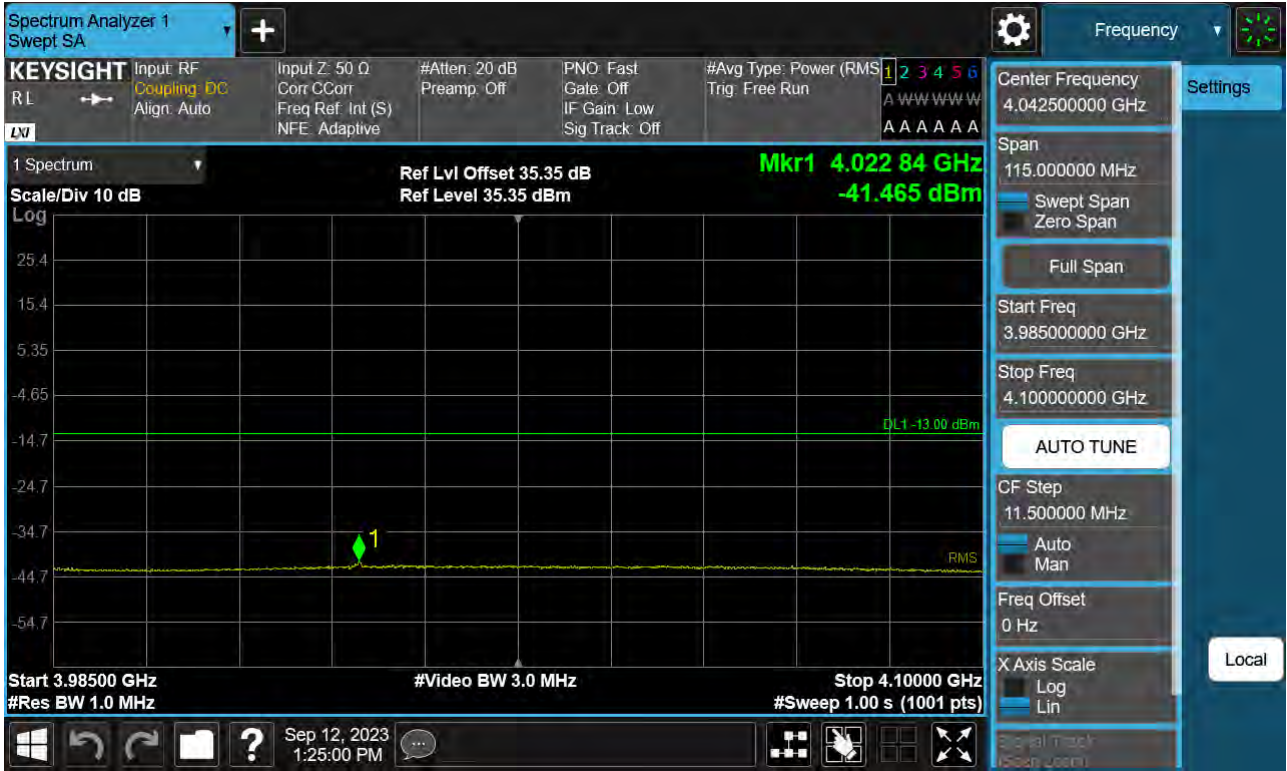 Spectrum Analyzer 1
Swept SA
Frequency
KEYSIGHT
Input: RF
Input Z: 50 Ω
#Atten: 20 dB
PNO: Fast
#Avg Type: Power (RMS
1 2 3 4 5 6
R L
Coupling: DC
Corr CCorr
Preamp: Off
Gate: Off
Trig: Free Run
A W W W W W
Align: Auto
Freq Ref: Int (S)
IF Gain: Low
LXI
NFE: Adaptive
Sig Track: Off
A A A A A A
1 Spectrum
Ref Lvl Offset 35.35 dB
Mkr1 4.022 84 GHz
Scale/Div 10 dB
Ref Level 35.35 dBm
-41.465 dBm
Log
25.4
15.4
5.35
-4.65
DL1 -13.00 dBm
-14.7
-24.7
-34.7
1
RMS
-44.7
-54.7
Start 3.98500 GHz
#Video BW 3.0 MHz
Stop 4.10000 GHz
#Res BW 1.0 MHz
#Sweep 1.00 s (1001 pts)
Center Frequency
4.042500000 GHz
Settings
Span
115.000000 MHz
Swept Span
Zero Span
Full Span
Start Freq
3.985000000 GHz
Stop Freq
4.100000000 GHz
AUTO TUNE
CF Step
11.500000 MHz
Auto
Man
Freq Offset
0 Hz
X Axis Scale
Log
Lin
Local
Signal Track
(Span Zoom)
?
Sep 12, 2023
1:25:00 PM